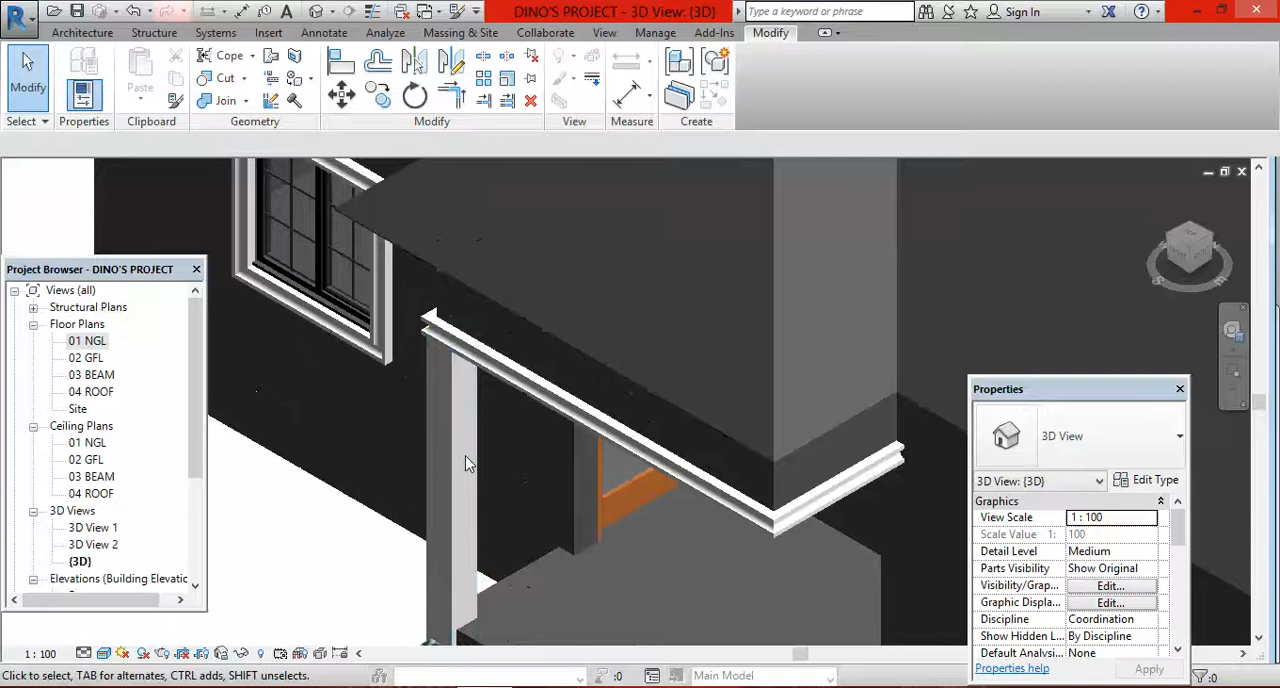 DINO'S PROJECT - 3D View: {3D}
Type a keyword or phrase
Sign In
Architecture Structure Systems Insert Annotate Analyze Massing & Site Collaborate View Manage Add-Ins Modify
Modify
Paste
Cope
Cut
Join
Select Properties Clipboard Geometry Modify View Measure Create
Project Browser - DINO'S PROJECT
Views (all)
Structural Plans
Floor Plans
01 NGL
02 GFL
03 BEAM
04 ROOF
Site
Ceiling Plans
01 NGL
02 GFL
03 BEAM
04 ROOF
3D Views
3D View 1
3D View 2
{3D}
Elevations (Building Elevatic
TOP
Properties
3D View
3D View: {3D} Edit Type
Graphics
View Scale 1 : 100
Scale Value 1: 100
Detail Level Medium
Parts Visibility Show Original
Visibility/Grap... Edit...
Graphic Displa... Edit...
Discipline Coordination
Show Hidden L... By Discipline
Default Analysi... None
Properties help Apply
1 : 100
Click to select, TAB for alternates, CTRL adds, SHIFT unselects.
:0
Main Model
:0